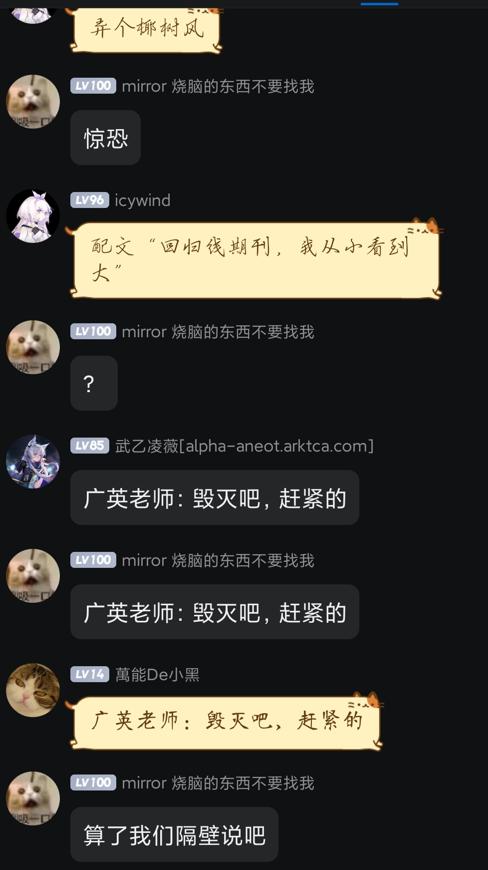 弄个椰树风
LV100 mirror 烧脑的东西不要找我
惊恐
LV96 icywind
配文“回归线期刊，我从小看到
大”
LV100 mirror 烧脑的东西不要找我
？
LV85 武乙凌薇[alpha-aneot.arktca.com]
广英老师：毁灭吧，赶紧的
LV100 mirror 烧脑的东西不要找我
广英老师：毁灭吧，赶紧的
LV14 萬能De小黑
广英老师：毁灭吧，赶紧的
LV100 mirror 烧脑的东西不要找我
算了我们隔壁说吧